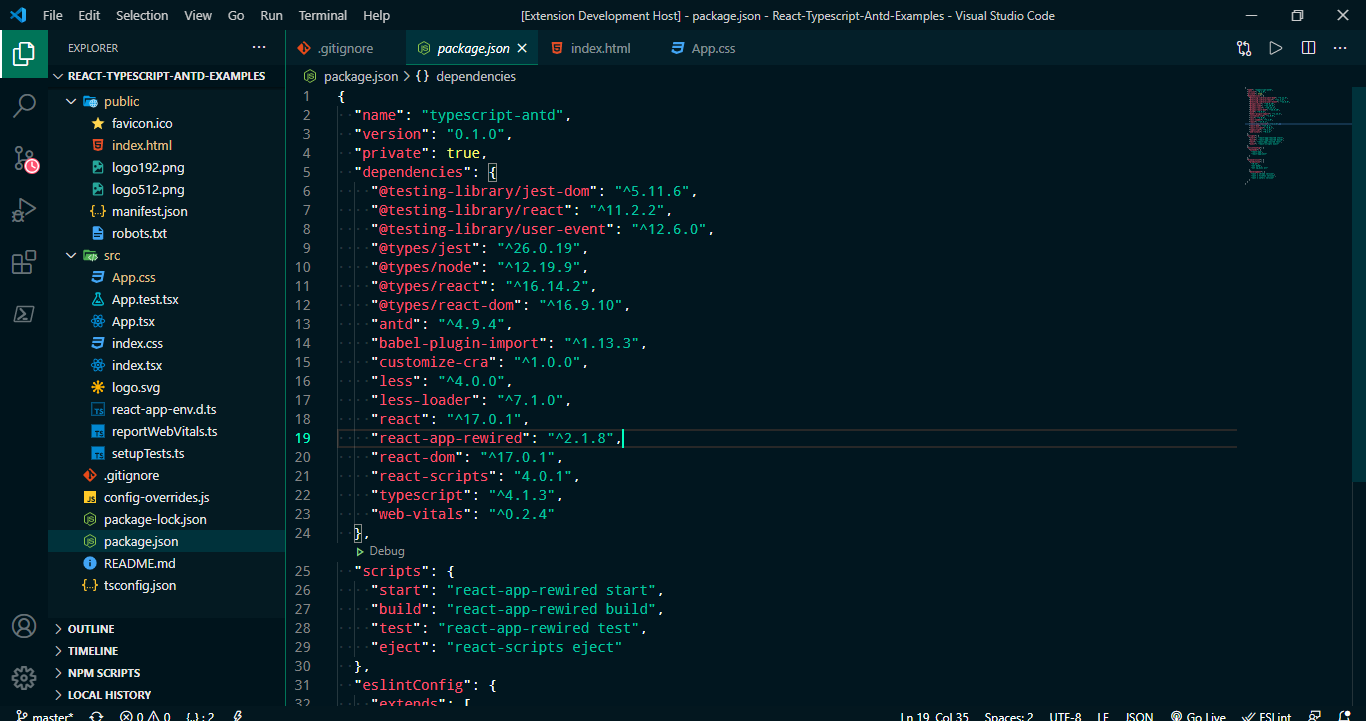 File Edit Selection View Go Run Terminal Help
[Extension Development Host] - package.json - React-Typescript-Antd-Examples - Visual Studio Code
EXPLORER
REACT-TYPESCRIPT-ANTD-EXAMPLES
public
favicon.ico
index.html
logo192.png
logo512.png
manifest.json
robots.txt
src
App.css
App.test.tsx
App.tsx
index.css
index.tsx
logo.svg
react-app-env.d.ts
reportWebVitals.ts
setupTests.ts
.gitignore
config-overrides.js
package-lock.json
package.json
README.md
tsconfig.json
OUTLINE
TIMELINE
NPM SCRIPTS
LOCAL HISTORY
.gitignore package.json index.html App.css
package.json > {} dependencies
1 {
2 "name": "typescript-antd",
3 "version": "0.1.0",
4 "private": true,
5 "dependencies": {
6 "@testing-library/jest-dom": "^5.11.6",
7 "@testing-library/react": "^11.2.2",
8 "@testing-library/user-event": "^12.6.0",
9 "@types/jest": "^26.0.19",
10 "@types/node": "^12.19.9",
11 "@types/react": "^16.14.2",
12 "@types/react-dom": "^16.9.10",
13 "antd": "^4.9.4",
14 "babel-plugin-import": "^1.13.3",
15 "customize-cra": "^1.0.0",
16 "less": "^4.0.0",
17 "less-loader": "^7.1.0",
18 "react": "^17.0.1",
19 "react-app-rewired": "^2.1.8",
20 "react-dom": "^17.0.1",
21 "react-scripts": "4.0.1",
22 "typescript": "^4.1.3",
23 "web-vitals": "^0.2.4"
24 },
Debug
25 "scripts": {
26 "start": "react-app-rewired start",
27 "build": "react-app-rewired build",
28 "test": "react-app-rewired test",
29 "eject": "react-scripts eject"
30 },
31 "eslintConfig": {
32 "extends": [
master* 0 0 {..}: 2 Ln 19, Col 35 Spaces: 2 UTF-8 LF JSON Go Live ESLint